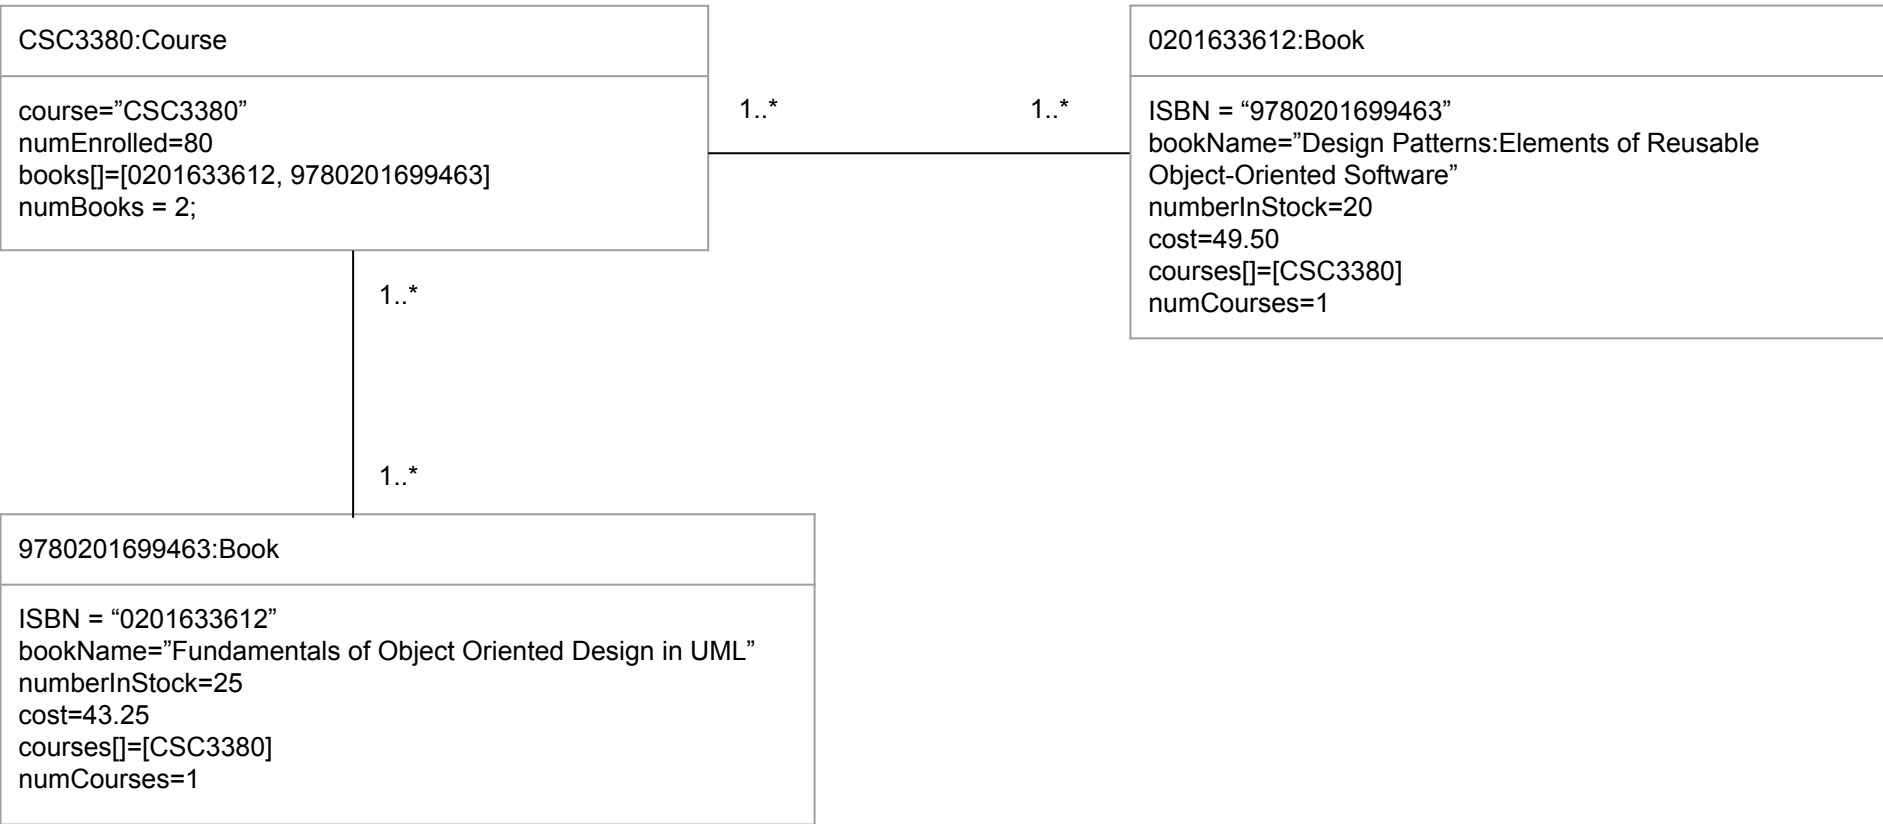 CSC3380:Course
course=”CSC3380”
numEnrolled=80
books[]=[0201633612, 9780201699463]
numBooks = 2;
1..*
1..*
0201633612:Book
ISBN = “9780201699463”
bookName=”Design Patterns:Elements of Reusable
Object-Oriented Software”
numberInStock=20
cost=49.50
courses[]=[CSC3380]
numCourses=1
1..*
1..*
9780201699463:Book
ISBN = “0201633612”
bookName=”Fundamentals of Object Oriented Design in UML”
numberInStock=25
cost=43.25
courses[]=[CSC3380]
numCourses=1